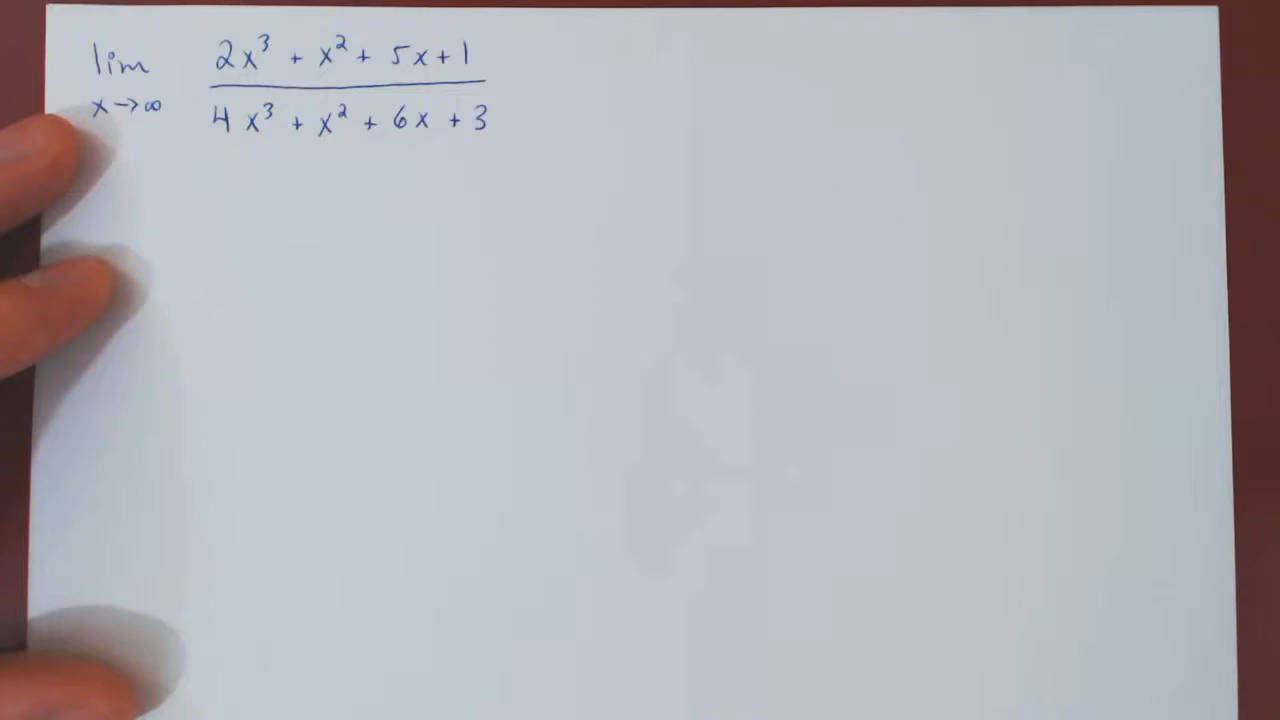 lim 2x³ + x² + 5x + 1
x→∞ 4x³ + x² + 6x + 3